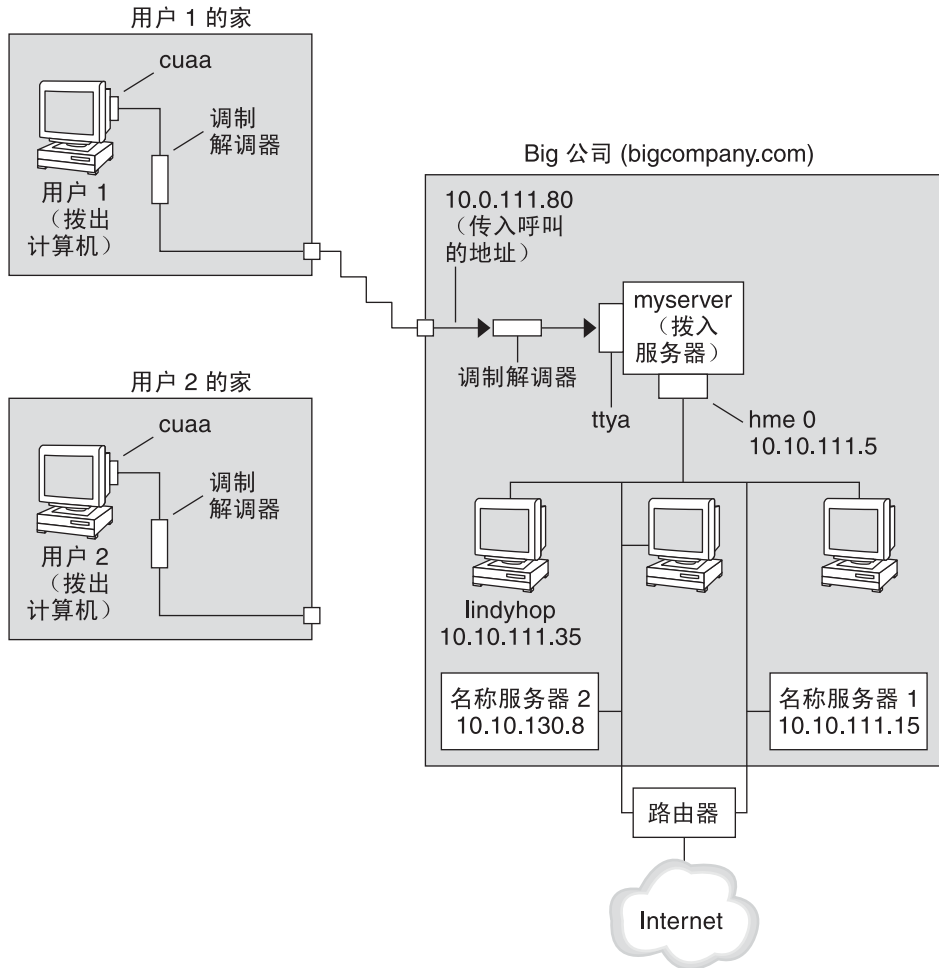 用户 1 的家
cuaa
调制
解调器
用户 1
（拨出
计算机）
Big 公司 (bigcompany.com)
10.0.111.80
（传入呼叫
的地址）
myserver
（拨入
服务器）
调制解调器
ttya
hme 0
10.10.111.5
用户 2 的家
cuaa
调制
解调器
用户 2
（拨出
计算机）
lindyhop
10.10.111.35
名称服务器 2
10.10.130.8
名称服务器 1
10.10.111.15
路由器
Internet